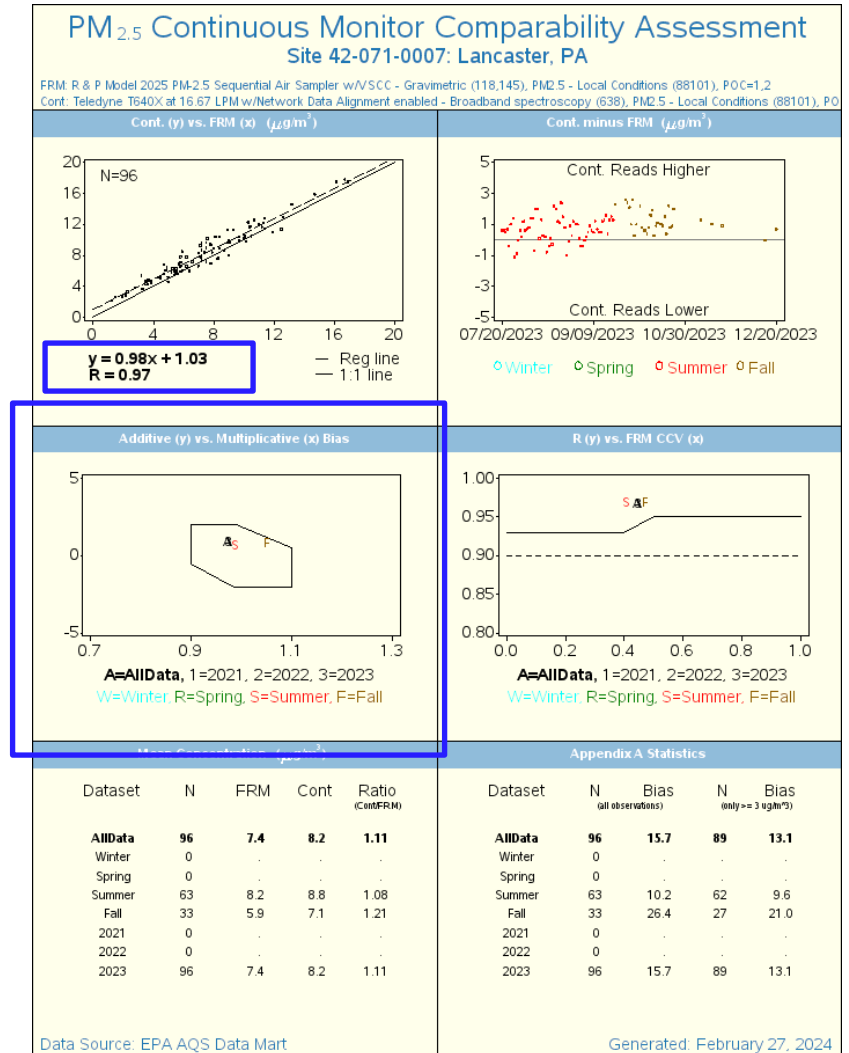 PM 2.5 Continuous Monitor Comparability Assessment
Site 42-071-0007: Lancaster, PA
FRM: R & P Model 2025 PM-2.5 Sequential Air Sampler w/VSCC - Gravimetric (118,145), PM2.5 - Local Conditions (88101), POC=1,2
Cont: Teledyne T640X at 16.67 LPM w/Network Data Alignment enabled - Broadband spectroscopy (638), PM2.5 - Local Conditions (88101), PO
Cont. (y) vs. FRM (x) (μg/m³)
20
16
12
8
4
0
N=96
0 4 8 12 16 20
y = 0.98x + 1.03
R = 0.97
— Reg line
— 1:1 line
Cont. minus FRM (μg/m³)
5
3
1
-1
-3
-5
Cont. Reads Higher
Cont. Reads Lower
07/20/2023 09/09/2023 10/30/2023 12/20/2023
Winter Spring Summer Fall
Additive (y) vs. Multiplicative (x) Bias
5
0
-5
S F
0.7 0.9 1.1 1.3
A=AllData, 1=2021, 2=2022, 3=2023
W=Winter, R=Spring, S=Summer, F=Fall
R (y) vs. FRM CCV (x)
1.00
0.95
0.90
0.85
0.80
S F
0.0 0.2 0.4 0.6 0.8 1.0
A=AllData, 1=2021, 2=2022, 3=2023
W=Winter, R=Spring, S=Summer, F=Fall
Mean Concentration (μg/m³)
Dataset N FRM Cont Ratio
(Cont/FRM)
AllData 96 7.4 8.2 1.11
Winter 0 . . .
Spring 0 . . .
Summer 63 8.2 8.8 1.08
Fall 33 5.9 7.1 1.21
2021 0 . . .
2022 0 . . .
2023 96 7.4 8.2 1.11
Appendix A Statistics
Dataset N Bias N Bias
(all observations) (only >= 3 ug/m^3)
AllData 96 15.7 89 13.1
Winter 0 . . .
Spring 0 . . .
Summer 63 10.2 62 9.6
Fall 33 26.4 27 21.0
2021 0 . . .
2022 0 . . .
2023 96 15.7 89 13.1
Data Source: EPA AQS Data Mart
Generated: February 27, 2024